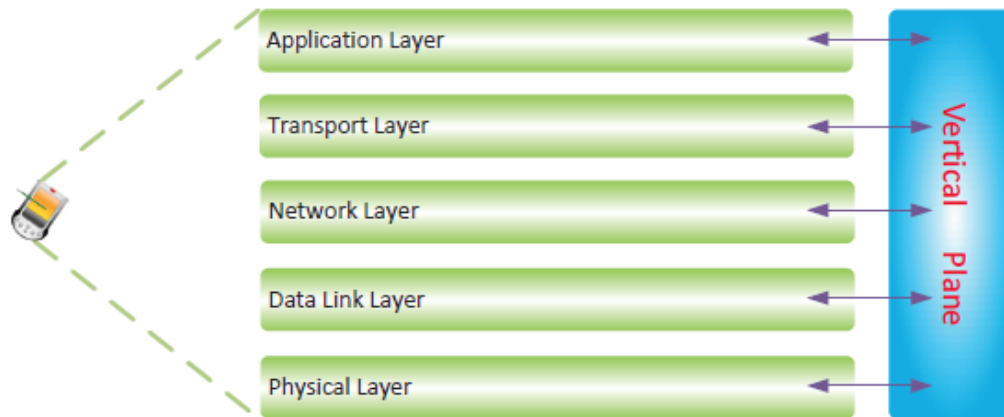 Application Layer
Transport Layer
Network Layer
Data Link Layer
Physical Layer
Vertical Plane